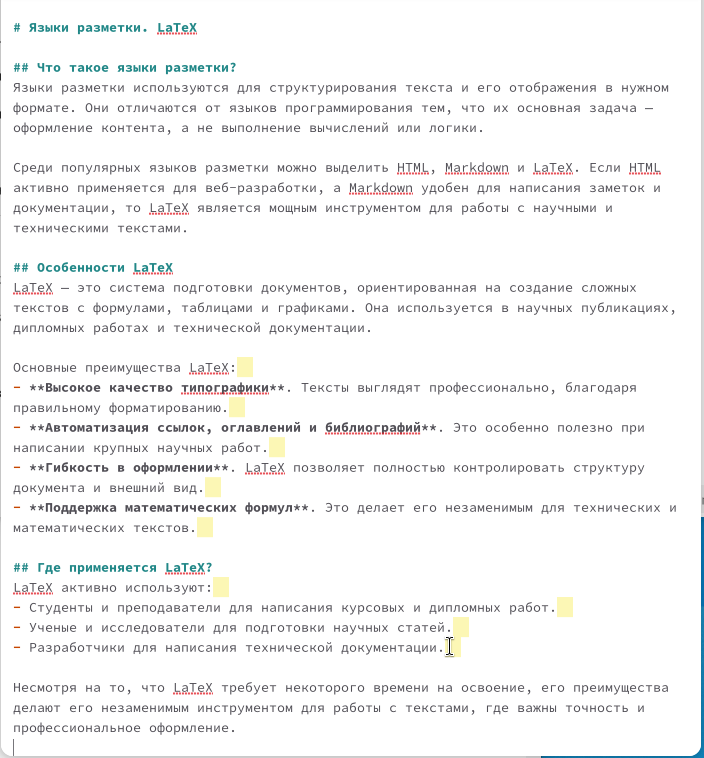 # Языки разметки. LaTeX
## Что такое языки разметки?
Языки разметки используются для структурирования текста и его отображения в нужном
формате. Они отличаются от языков программирования тем, что их основная задача —
оформление контента, а не выполнение вычислений или логики.
Среди популярных языков разметки можно выделить HTML, Markdown и LaTeX. Если HTML
активно применяется для веб-разработки, а Markdown удобен для написания заметок и
документации, то LaTeX является мощным инструментом для работы с научными и
техническими текстами.
## Особенности LaTeX
LaTeX — это система подготовки документов, ориентированная на создание сложных
текстов с формулами, таблицами и графиками. Она используется в научных публикациях,
дипломных работах и технической документации.
Основные преимущества LaTeX:
- **Высокое качество типографики**. Тексты выглядят профессионально, благодаря
правильному форматированию.
- **Автоматизация ссылок, оглавлений и библиографий**. Это особенно полезно при
написании крупных научных работ.
- **Гибкость в оформлении**. LaTeX позволяет полностью контролировать структуру
документа и внешний вид.
- **Поддержка математических формул**. Это делает его незаменимым для технических и
математических текстов.
## Где применяется LaTeX?
LaTeX активно используют:
- Студенты и преподаватели для написания курсовых и дипломных работ.
- Ученые и исследователи для подготовки научных статей.
- Разработчики для написания технической документации.
Несмотря на то, что LaTeX требует некоторого времени на освоение, его преимущества
делают его незаменимым инструментом для работы с текстами, где важны точность и
профессиональное оформление.